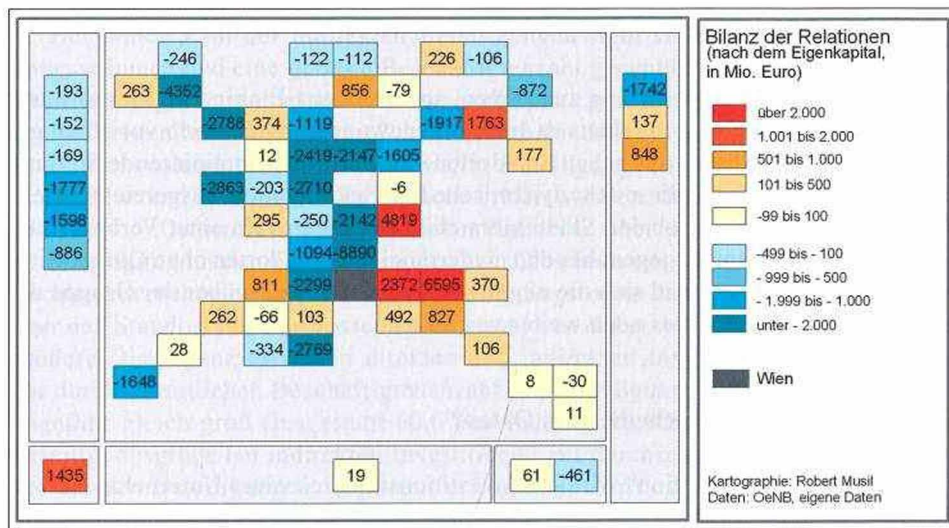 -246 -122 -112 226 -106
-193 263 -4352 856 -79 -872 -1742
-152 -2788 374 -1119 -1917 1763 137
-169 12 -2419 -2147 -1605 177 848
-1777 -2863 -203 -2710 -6
-1598 295 -250 -2142 4819
-886 -1094 -8890
811 -2299 2372 6595 370
262 -66 103 492 827
28 -334 -2769 106
-1648 8 -30
11
1435 19 61 -461
Bilanz der Relationen
(nach dem Eigenkapital,
in Mio. Euro)
über 2.000
1.001 bis 2.000
501 bis 1.000
101 bis 500
-99 bis 100
-499 bis - 100
- 999 bis - 500
- 1.999 bis - 1.000
unter - 2.000
Wien
Kartographie: Robert Musil
Daten: OeNB, eigene Daten